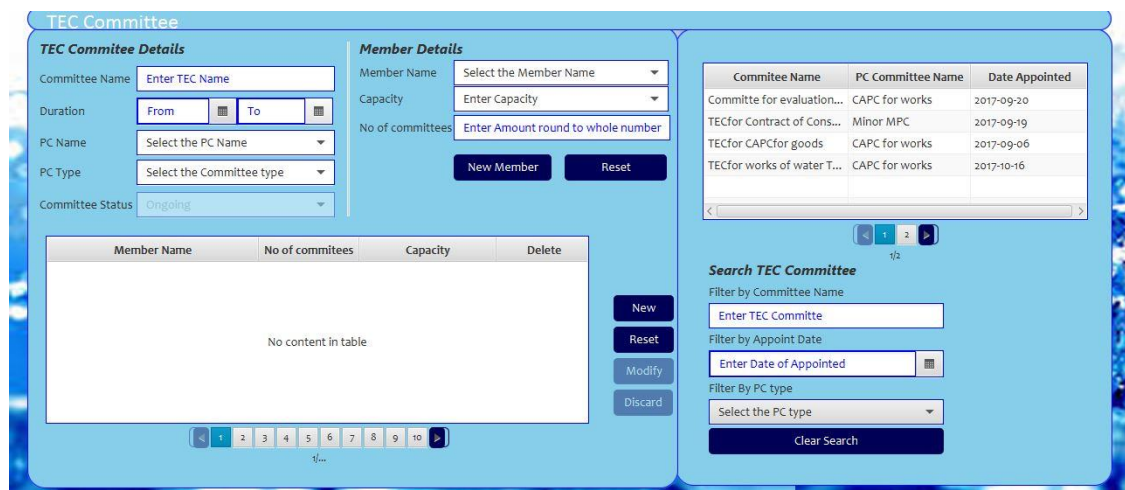 TEC Committee
TEC Commitee Details
Committee Name
Enter TEC Name
Duration
From
To
PC Name
Select the PC Name
PC Type
Select the Committee type
Committee Status
Ongoing
Member Details
Member Name
Select the Member Name
Capacity
Enter Capacity
No of committees
Enter Amount round to whole number
New Member
Reset
Member Name No of commitees Capacity Delete
No content in table
1 2 3 4 5 6 7 8 9 10
1/...
New
Reset
Modify
Discard
Commitee Name PC Committee Name Date Appointed
Committe for evaluation... CAPC for works 2017-09-20
TECfor Contract of Cons... Minor MPC 2017-09-19
TECfor CAPCfor goods CAPC for works 2017-09-06
TECfor works of water T... CAPC for works 2017-10-16
1 2
1/2
Search TEC Committee
Filter by Committee Name
Enter TEC Committe
Filter by Appoint Date
Enter Date of Appointed
Filter By PC type
Select the PC type
Clear Search